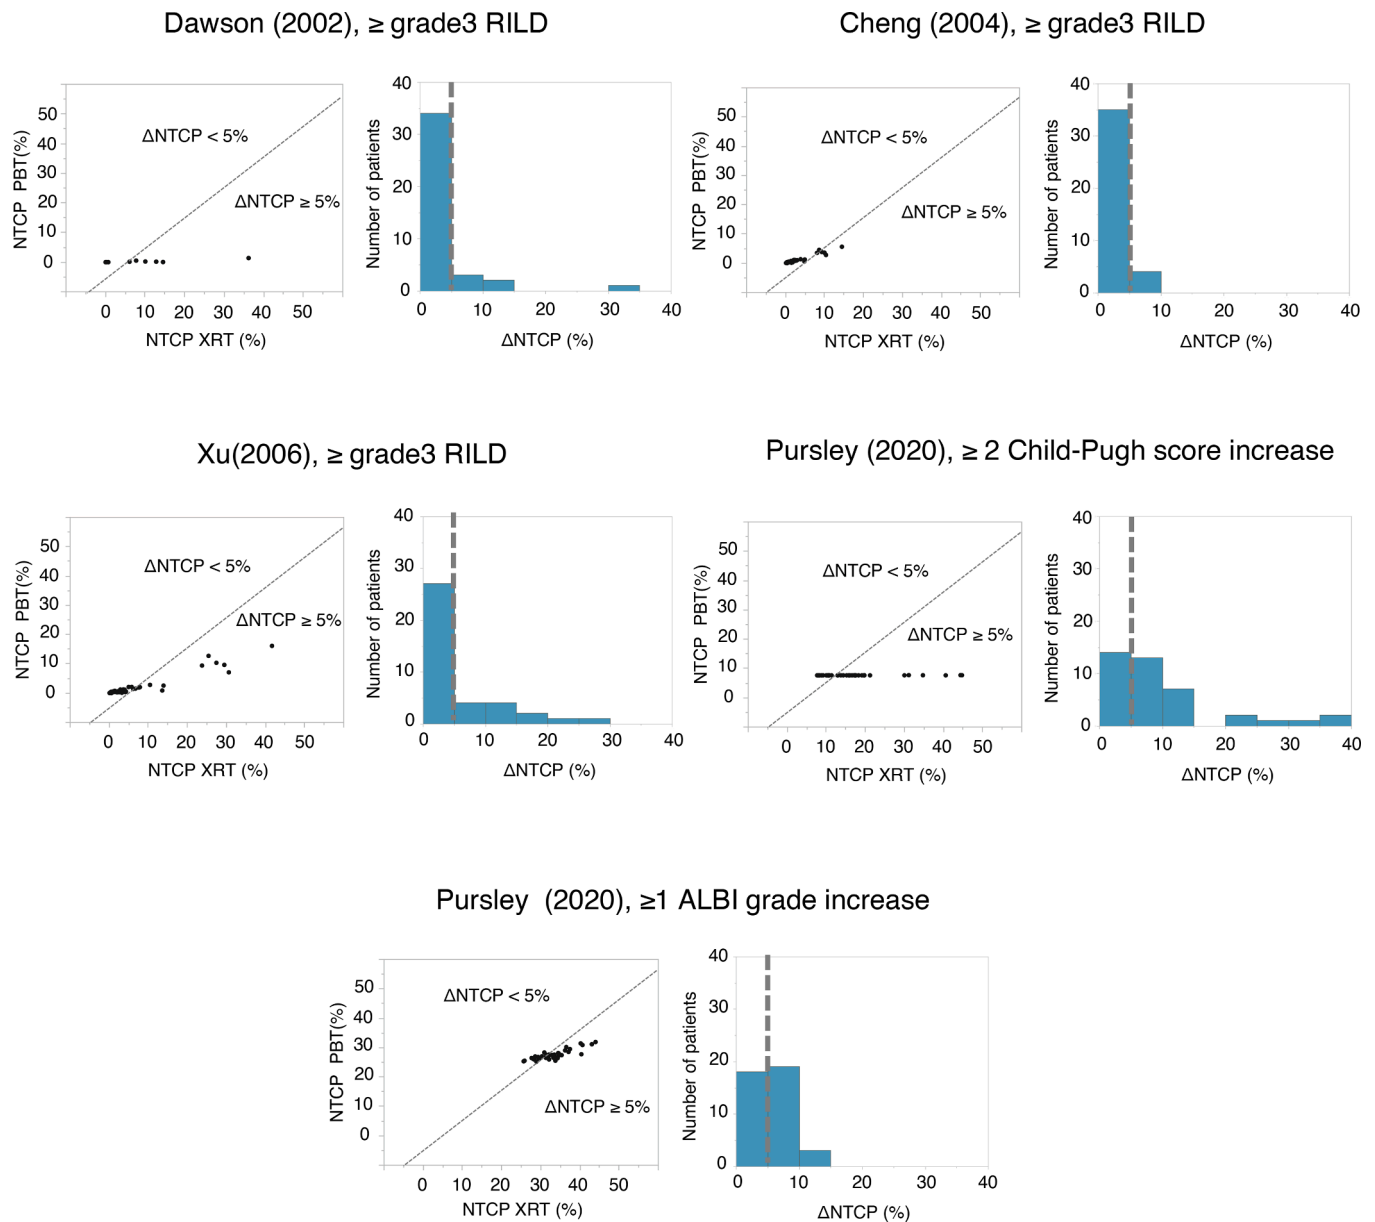 Dawson (2002), ≥ grade3 RILD
NTCP PBT(%)
50
40
30
20
10
0
ΔNTCP < 5%
ΔNTCP ≥ 5%
0 10 20 30 40 50
NTCP XRT (%)
Number of patients
40
30
20
10
0
0 10 20 30 40
ΔNTCP (%)
Cheng (2004), ≥ grade3 RILD
NTCP PBT(%)
50
40
30
20
10
0
ΔNTCP < 5%
ΔNTCP ≥ 5%
0 10 20 30 40 50
NTCP XRT (%)
Number of patients
40
30
20
10
0
0 10 20 30 40
ΔNTCP (%)
Xu(2006), ≥ grade3 RILD
NTCP PBT(%)
50
40
30
20
10
0
ΔNTCP < 5%
ΔNTCP ≥ 5%
0 10 20 30 40 50
NTCP XRT (%)
Number of patients
40
30
20
10
0
0 10 20 30 40
ΔNTCP (%)
Pursley (2020), ≥ 2 Child-Pugh score increase
NTCP PBT(%)
50
40
30
20
10
0
ΔNTCP < 5%
ΔNTCP ≥ 5%
0 10 20 30 40 50
NTCP XRT (%)
Number of patients
40
30
20
10
0
0 10 20 30 40
ΔNTCP (%)
Pursley (2020), ≥1 ALBI grade increase
NTCP PBT(%)
50
40
30
20
10
0
ΔNTCP < 5%
ΔNTCP ≥ 5%
0 10 20 30 40 50
NTCP XRT (%)
Number of patients
40
30
20
10
0
0 10 20 30 40
ΔNTCP (%)